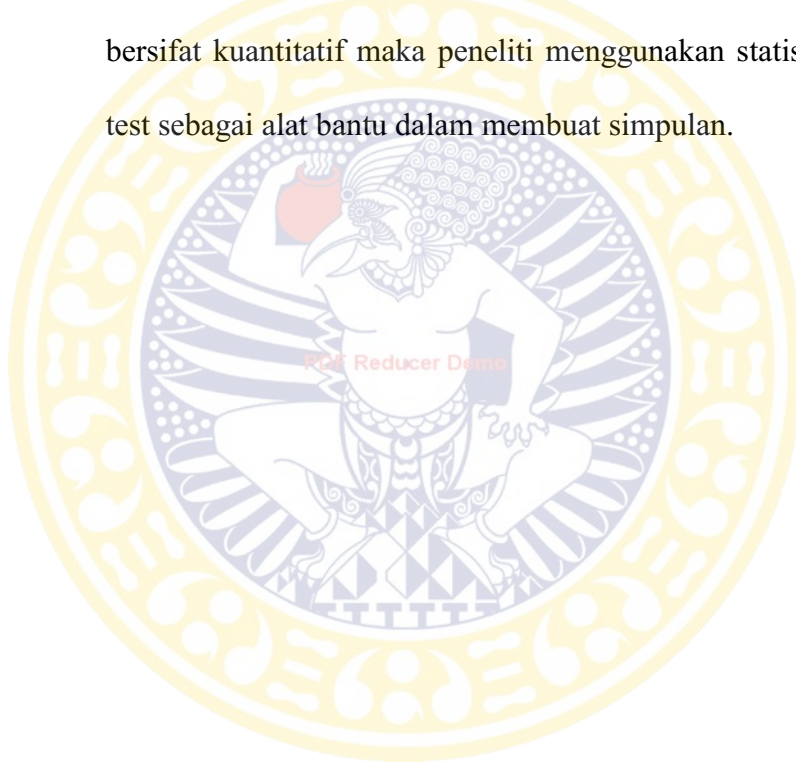 bersifat kuantitatif maka peneliti menggunakan statis
test sebagai alat bantu dalam membuat simpulan.
PDF Reducer Demo